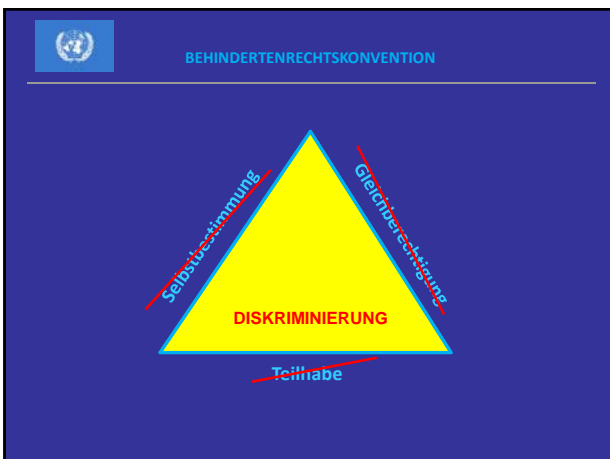 BEHINDERTENRECHTSKONVENTION
Selbstbestimmung
Gleichberechtigung
DISKRIMINIERUNG
Teilhabe